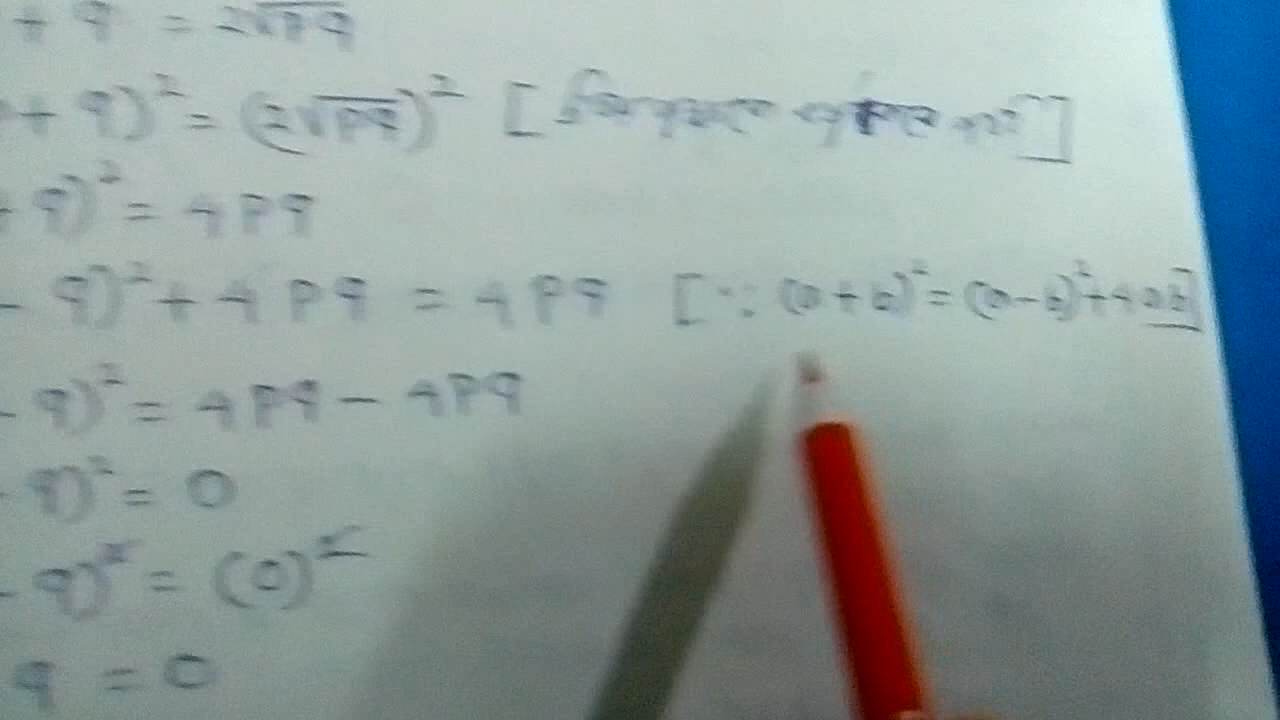 + q = 2√pq
+ q)² = (2√pq)² [
+ q)² = 4pq
- q)² + 4pq = 4pq [∵ (a+b)² = (a-b)²+4ab]
- q)² = 4pq - 4pq
- q)² = 0
- q)² = (0)²
q = 0